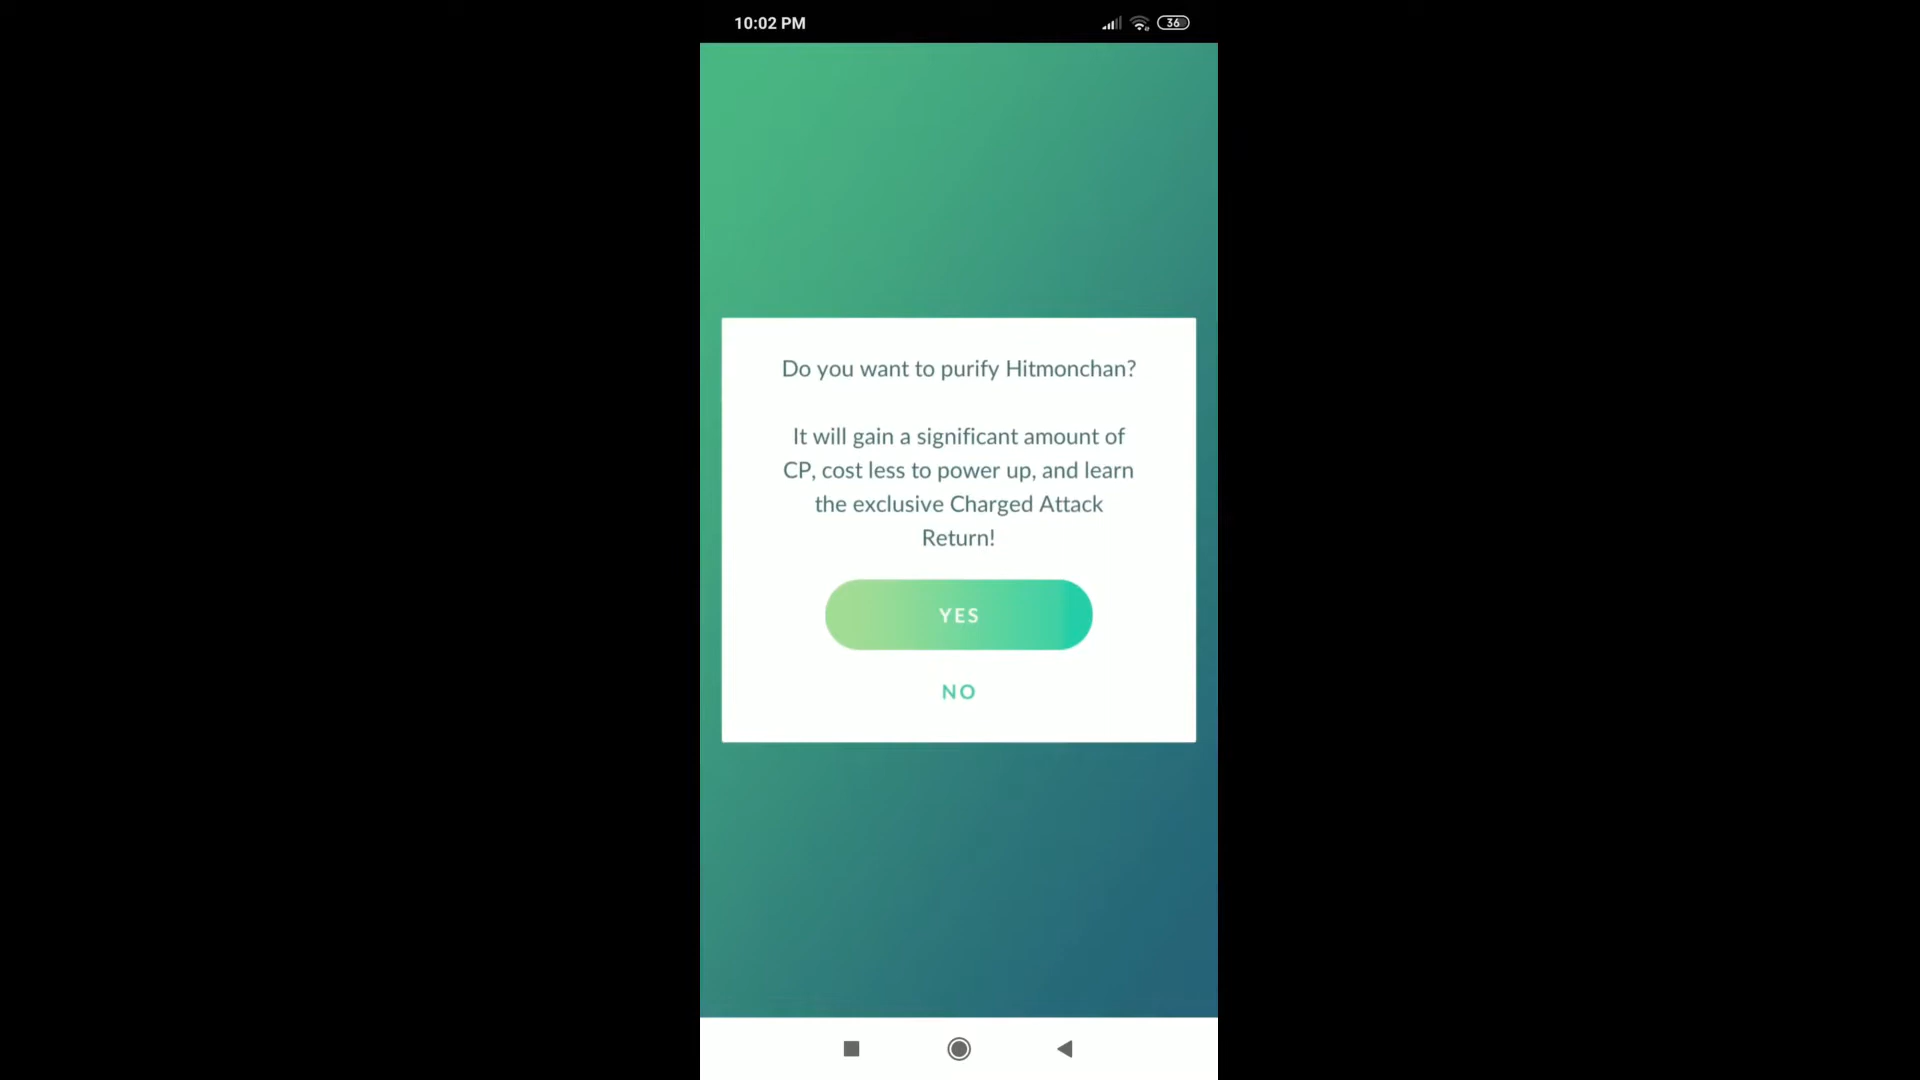 10:02 PM
36
Do you want to purify Hitmonchan?
It will gain a significant amount of
CP, cost less to power up, and learn
the exclusive Charged Attack
Return!
YES
NO